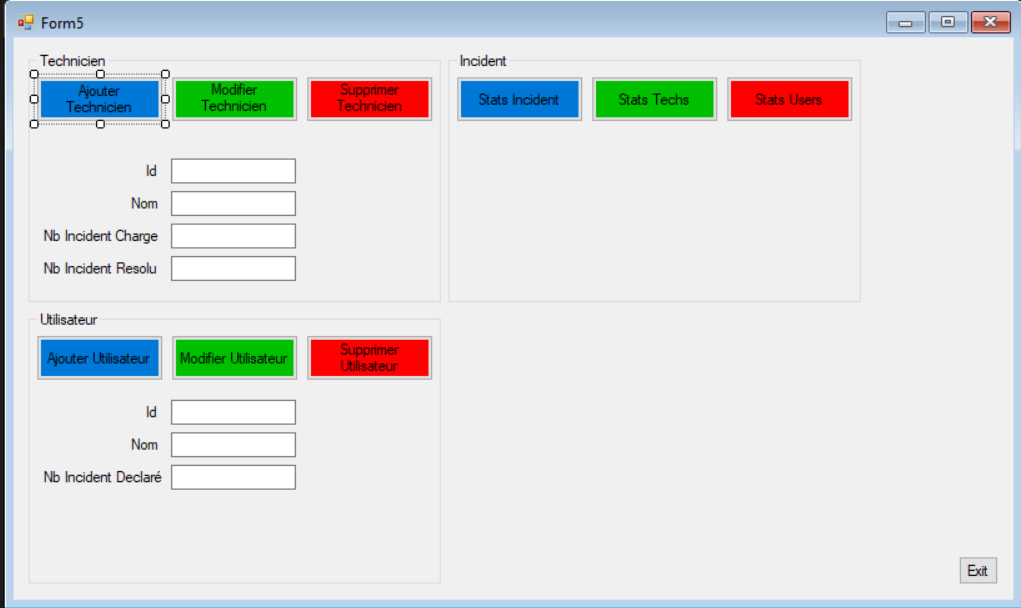 Form5
Technicien
Ajouter
Technicien
Modifier
Technicien
Supprimer
Technicien
Id
Nom
Nb Incident Charge
Nb Incident Resolu
Incident
Stats Incident
Stats Techs
Stats Users
Utilisateur
Ajouter Utilisateur
Modifier Utilisateur
Supprimer
Utilisateur
Id
Nom
Nb Incident Declaré
Exit